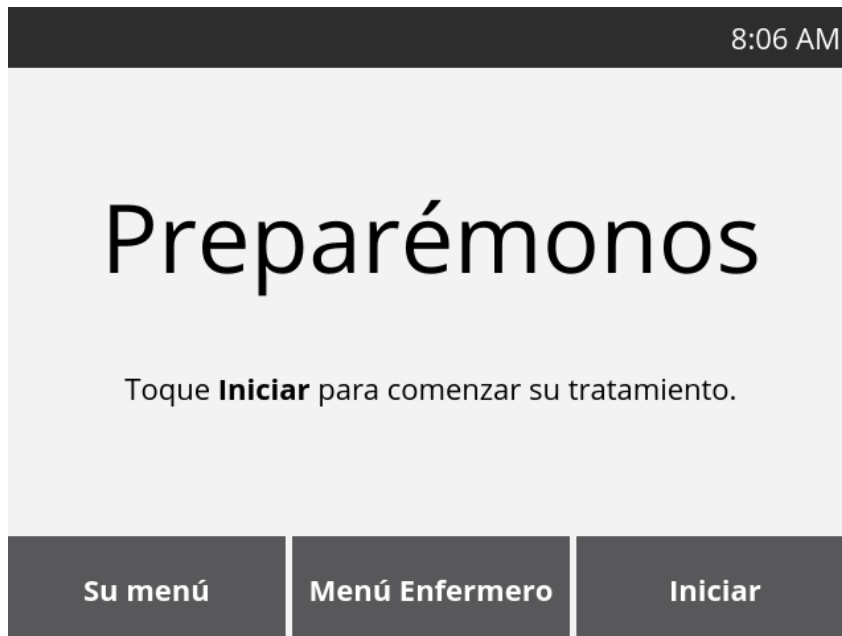 8:06 AM
Preparémonos
Toque Iniciar para comenzar su tratamiento.
Su menú
Menú Enfermero
Iniciar